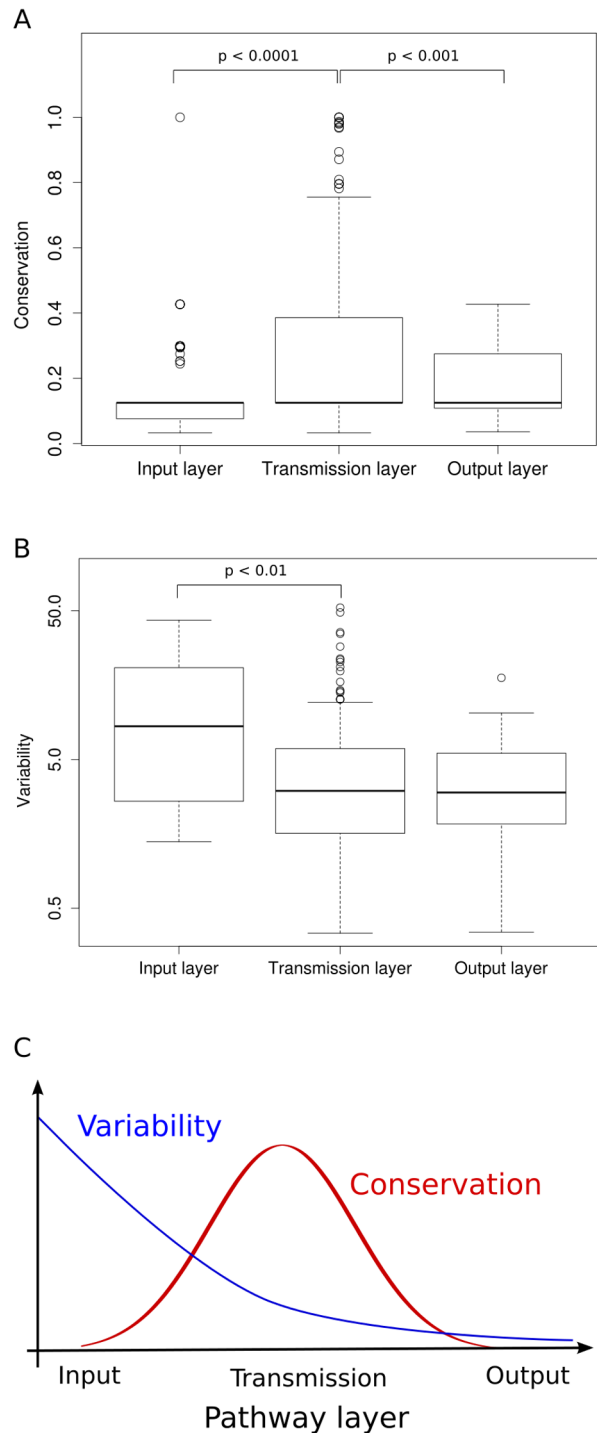 A
p < 0.0001
p < 0.001
1.0
0.8
0.6
0.4
0.2
0.0
Conservation
Input layer
Transmission layer
Output layer
B
p < 0.01
50.0
5.0
0.5
Variability
Input layer
Transmission layer
Output layer
C
Variability
Conservation
Input
Transmission
Output
Pathway layer